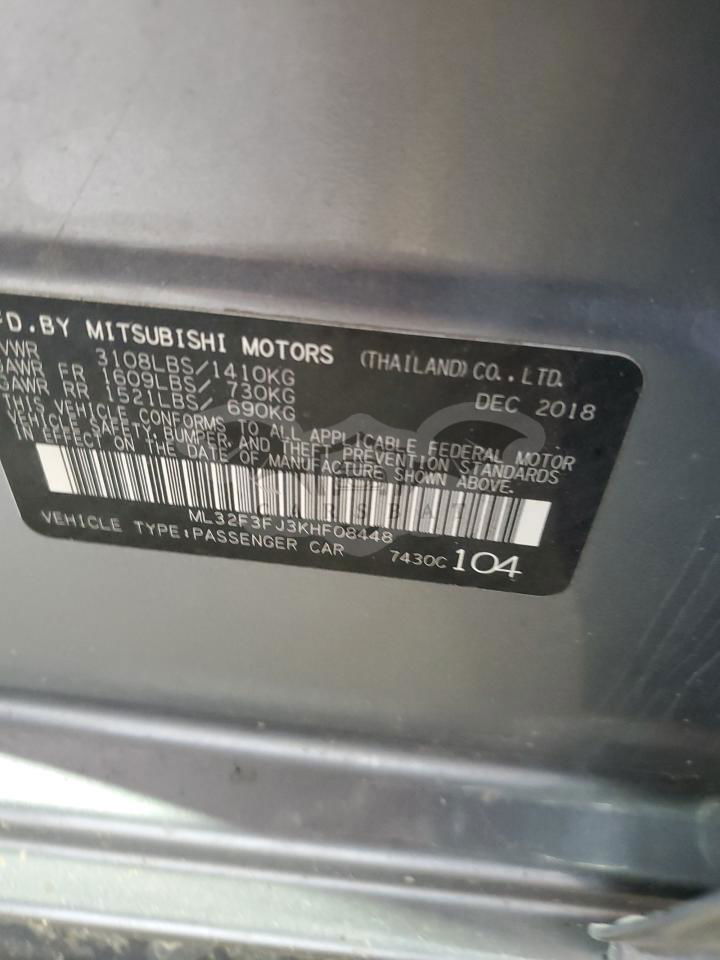 FD.BY MITSUBISHI MOTORS (THAILAND) CO.,LTD.
VWR 3108LBS/1410KG DEC 2018
GAWR FR 1609LBS/ 730KG
GAWR RR 1521LBS/ 690KG
THIS VEHICLE CONFORMS TO ALL APPLICABLE FEDERAL MOTOR
VEHICLE SAFETY, BUMPER, AND THEFT PREVENTION STANDARDS
IN EFFECT ON THE DATE OF MANUFACTURE SHOWN ABOVE.
ML32F3FJ3KHF08448
VEHICLE TYPE:PASSENGER CAR 7430C 104